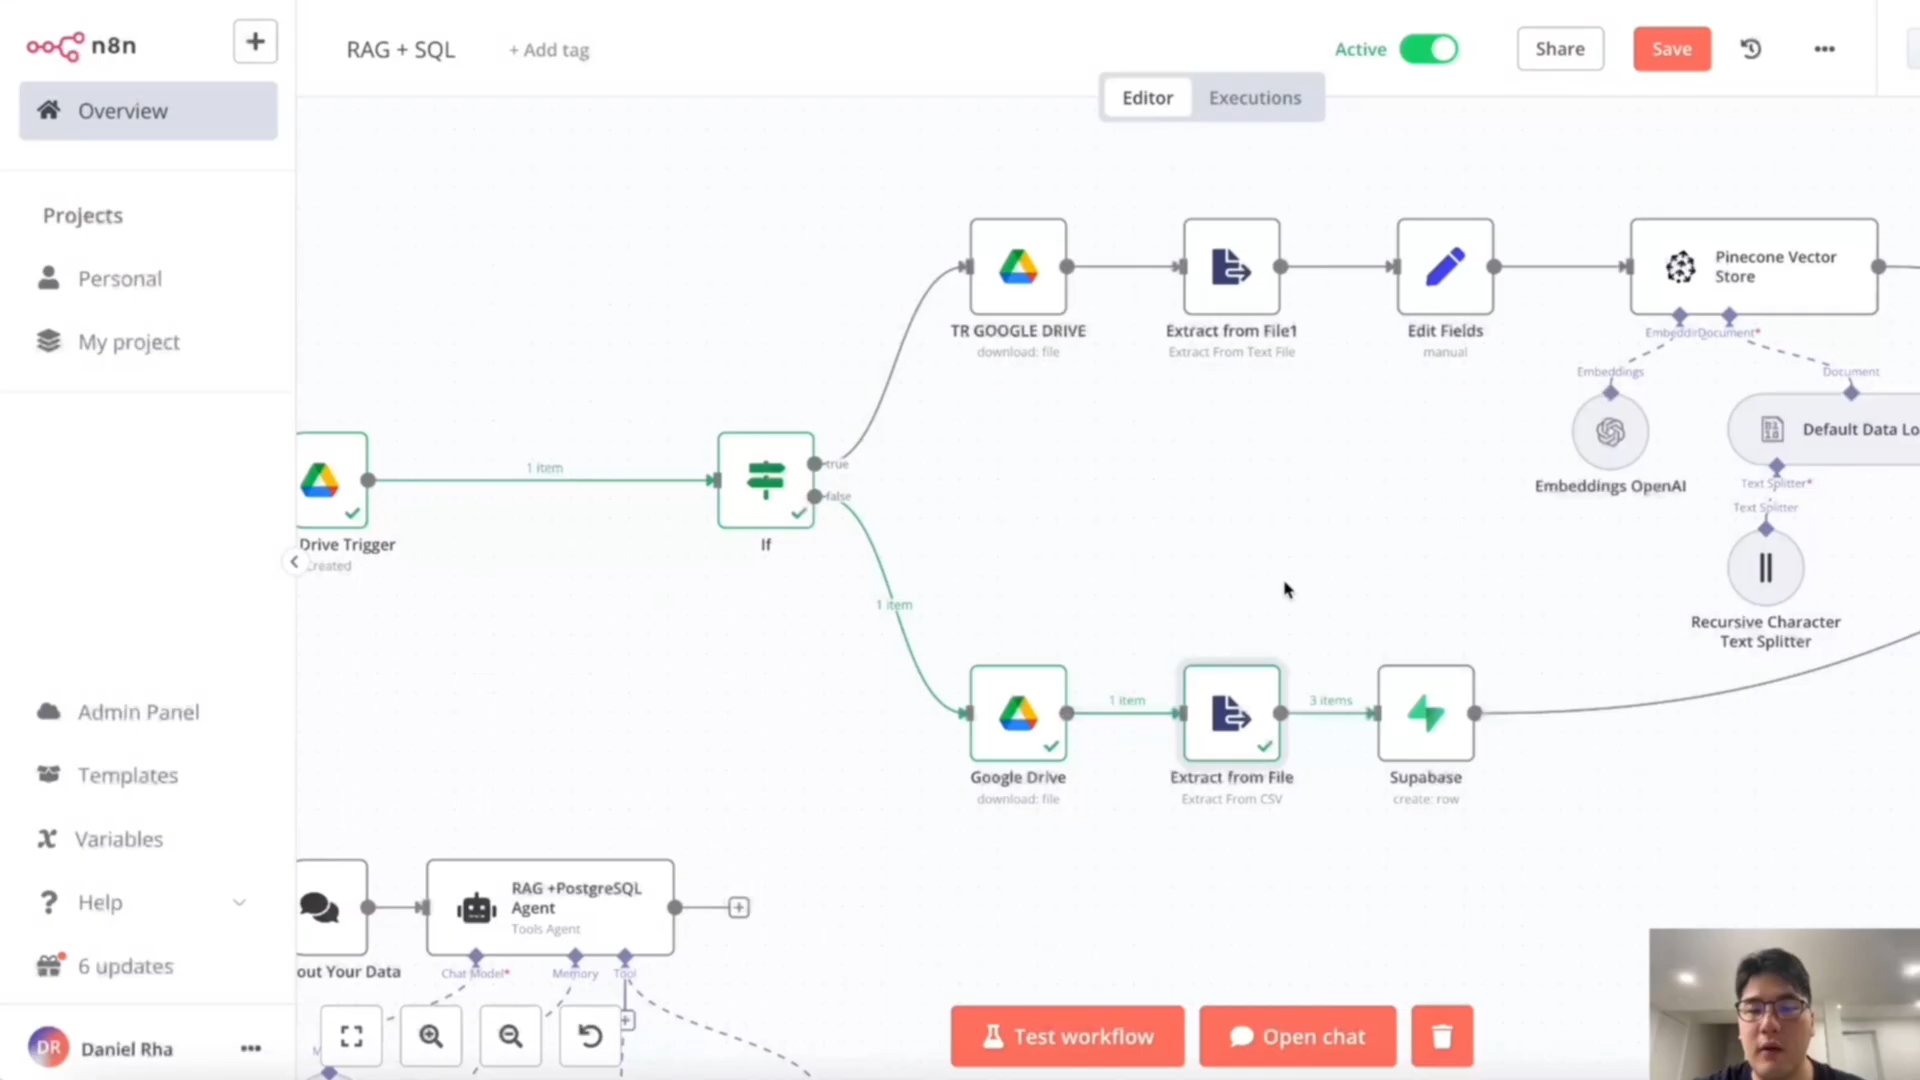 n8n
RAG + SQL
+ Add tag
Active
Share
Save
Editor
Executions
Overview
Projects
Personal
My project
Admin Panel
Templates
Variables
Help
6 updates
DR
Daniel Rha
TR GOOGLE DRIVE
download: file
Extract from File1
Extract From Text File
Edit Fields
manual
Pinecone Vector
Store
Document*
Embeddings
Document
Embeddings OpenAI
Default Data Lo
Text Splitter*
Text Splitter
Recursive Character
Text Splitter
1 item
Drive Trigger
created
true
false
If
1 item
Google Drive
download: file
1 item
Extract from File
Extract From CSV
3 items
Supabase
create: row
out Your Data
RAG +PostgreSQL
Agent
Tools Agent
Chat Model*
Memory
Tool
Test workflow
Open chat